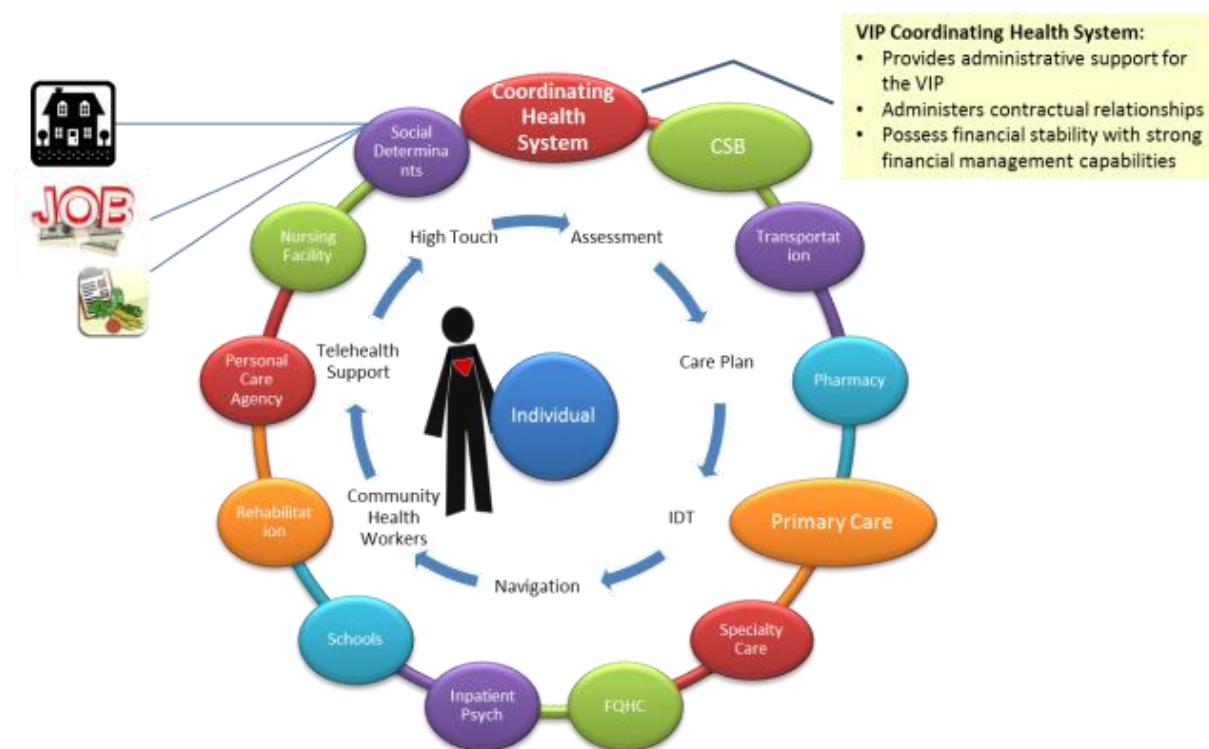 VIP Coordinating Health System:
• Provides administrative support for
the VIP
• Administers contractual relationships
• Possess financial stability with strong
financial management capabilities
Coordinating
Health
System
CSB
Transportat
ion
Pharmacy
Primary Care
Specialty
Care
FQHC
Inpatient
Psych
Schools
Rehabilitat
ion
Personal
Care
Agency
Nursing
Facility
Social
Determina
nts
JOB
High Touch
Assessment
Care Plan
IDT
Navigation
Community
Health
Workers
Telehealth
Support
Individual